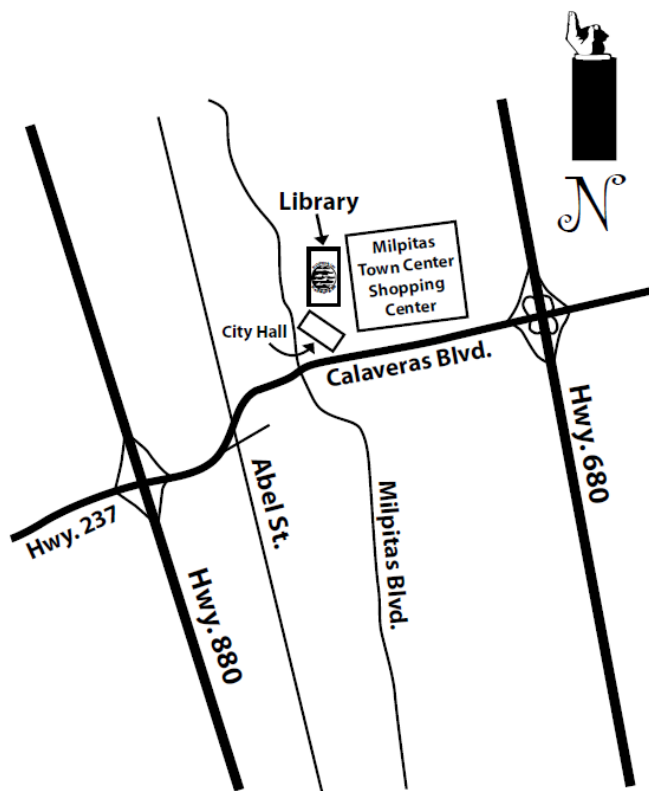 N
Library
Milpitas
Town Center
Shopping
Center
City Hall
Calaveras Blvd.
Hwy. 680
Abel St.
Milpitas Blvd.
Hwy. 237
Hwy. 880